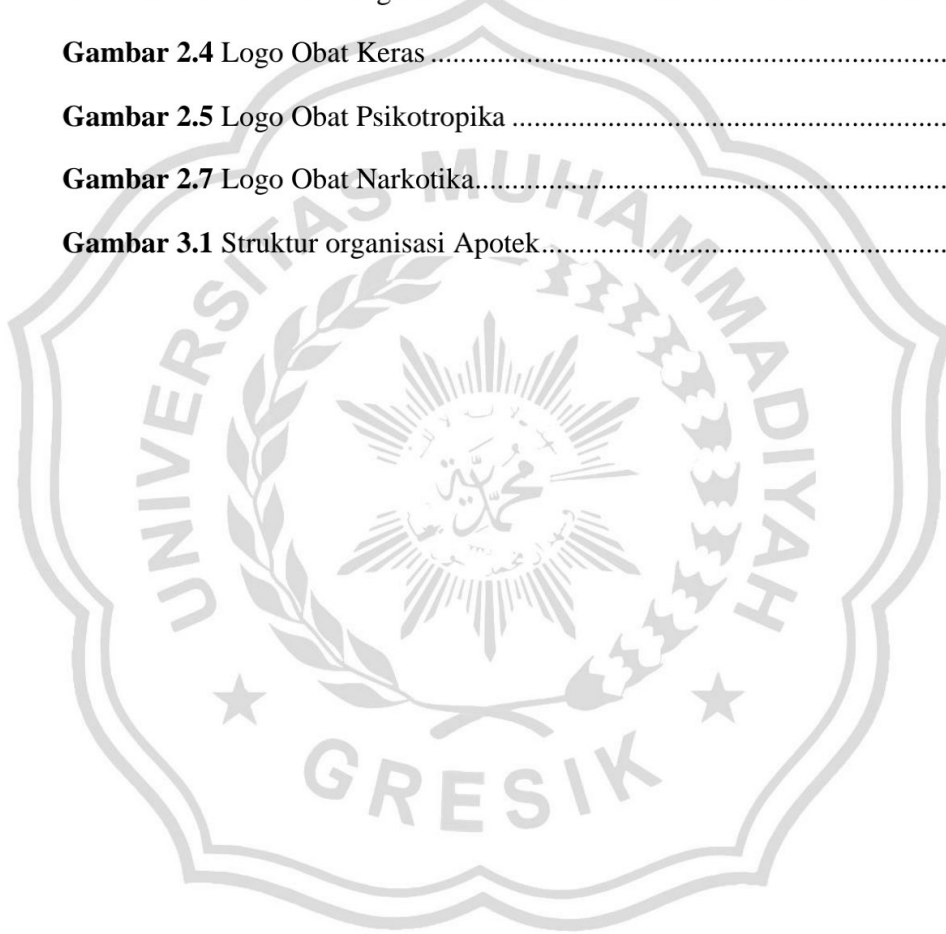 Gambar 2.4 Logo Obat Keras ......................................................................
Gambar 2.5 Logo Obat Psikotropika ...........................................................
Gambar 2.7 Logo Obat Narkotika................................................................
Gambar 3.1 Struktur organisasi Apotek.......................................................
UNIVERSITAS MUHAMMADIYAH
GRESIK